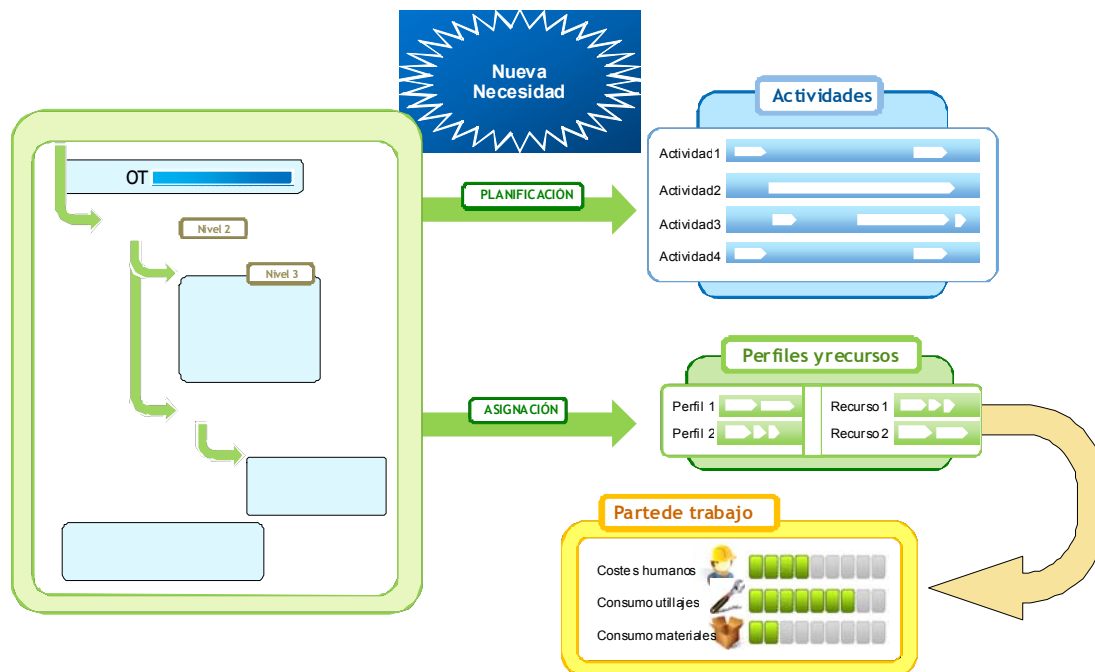 Nueva
Necesidad
OT
Nivel 2
Nivel 3
PLANIFICACIÓN
ASIGNACIÓN
Actividades
Actividad1
Actividad2
Actividad3
Actividad4
Perfiles y recursos
Perfil 1
Perfil 2
Recurso 1
Recurso 2
Parte de trabajo
Costes humanos
Consumo utillajes
Consumo materiales